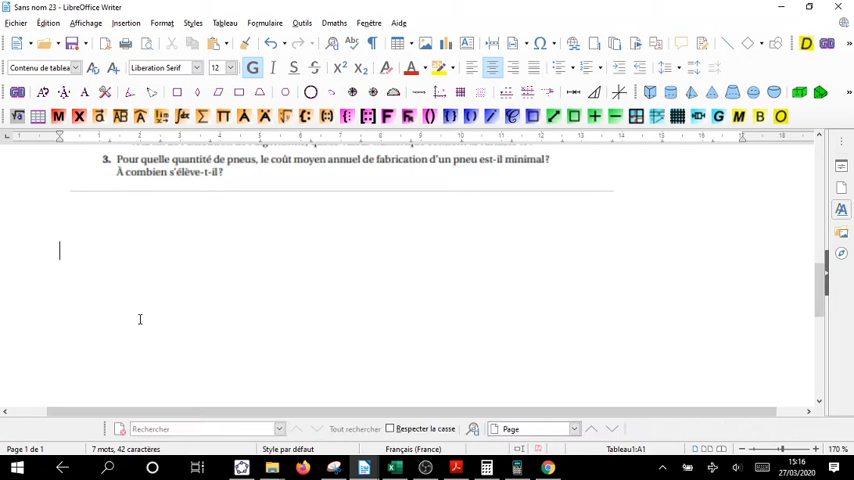 Sans nom 23 - LibreOffice Writer
Fichier Édition Affichage Insertion Format Styles Tableau Formulaire Outils Dmaths Fenêtre Aide
Contenu de tablea Liberation Serif 12
3. Pour quelle quantité de pneus, le coût moyen annuel de fabrication d'un pneu est-il minimal?
À combien s'élève-t-il?
Rechercher Tout rechercher Respecter la casse Page
Page 1 de 1 7 mots, 42 caractères Style par défaut Français (France) Tableau1:A1 170 %
15:16
27/03/2020